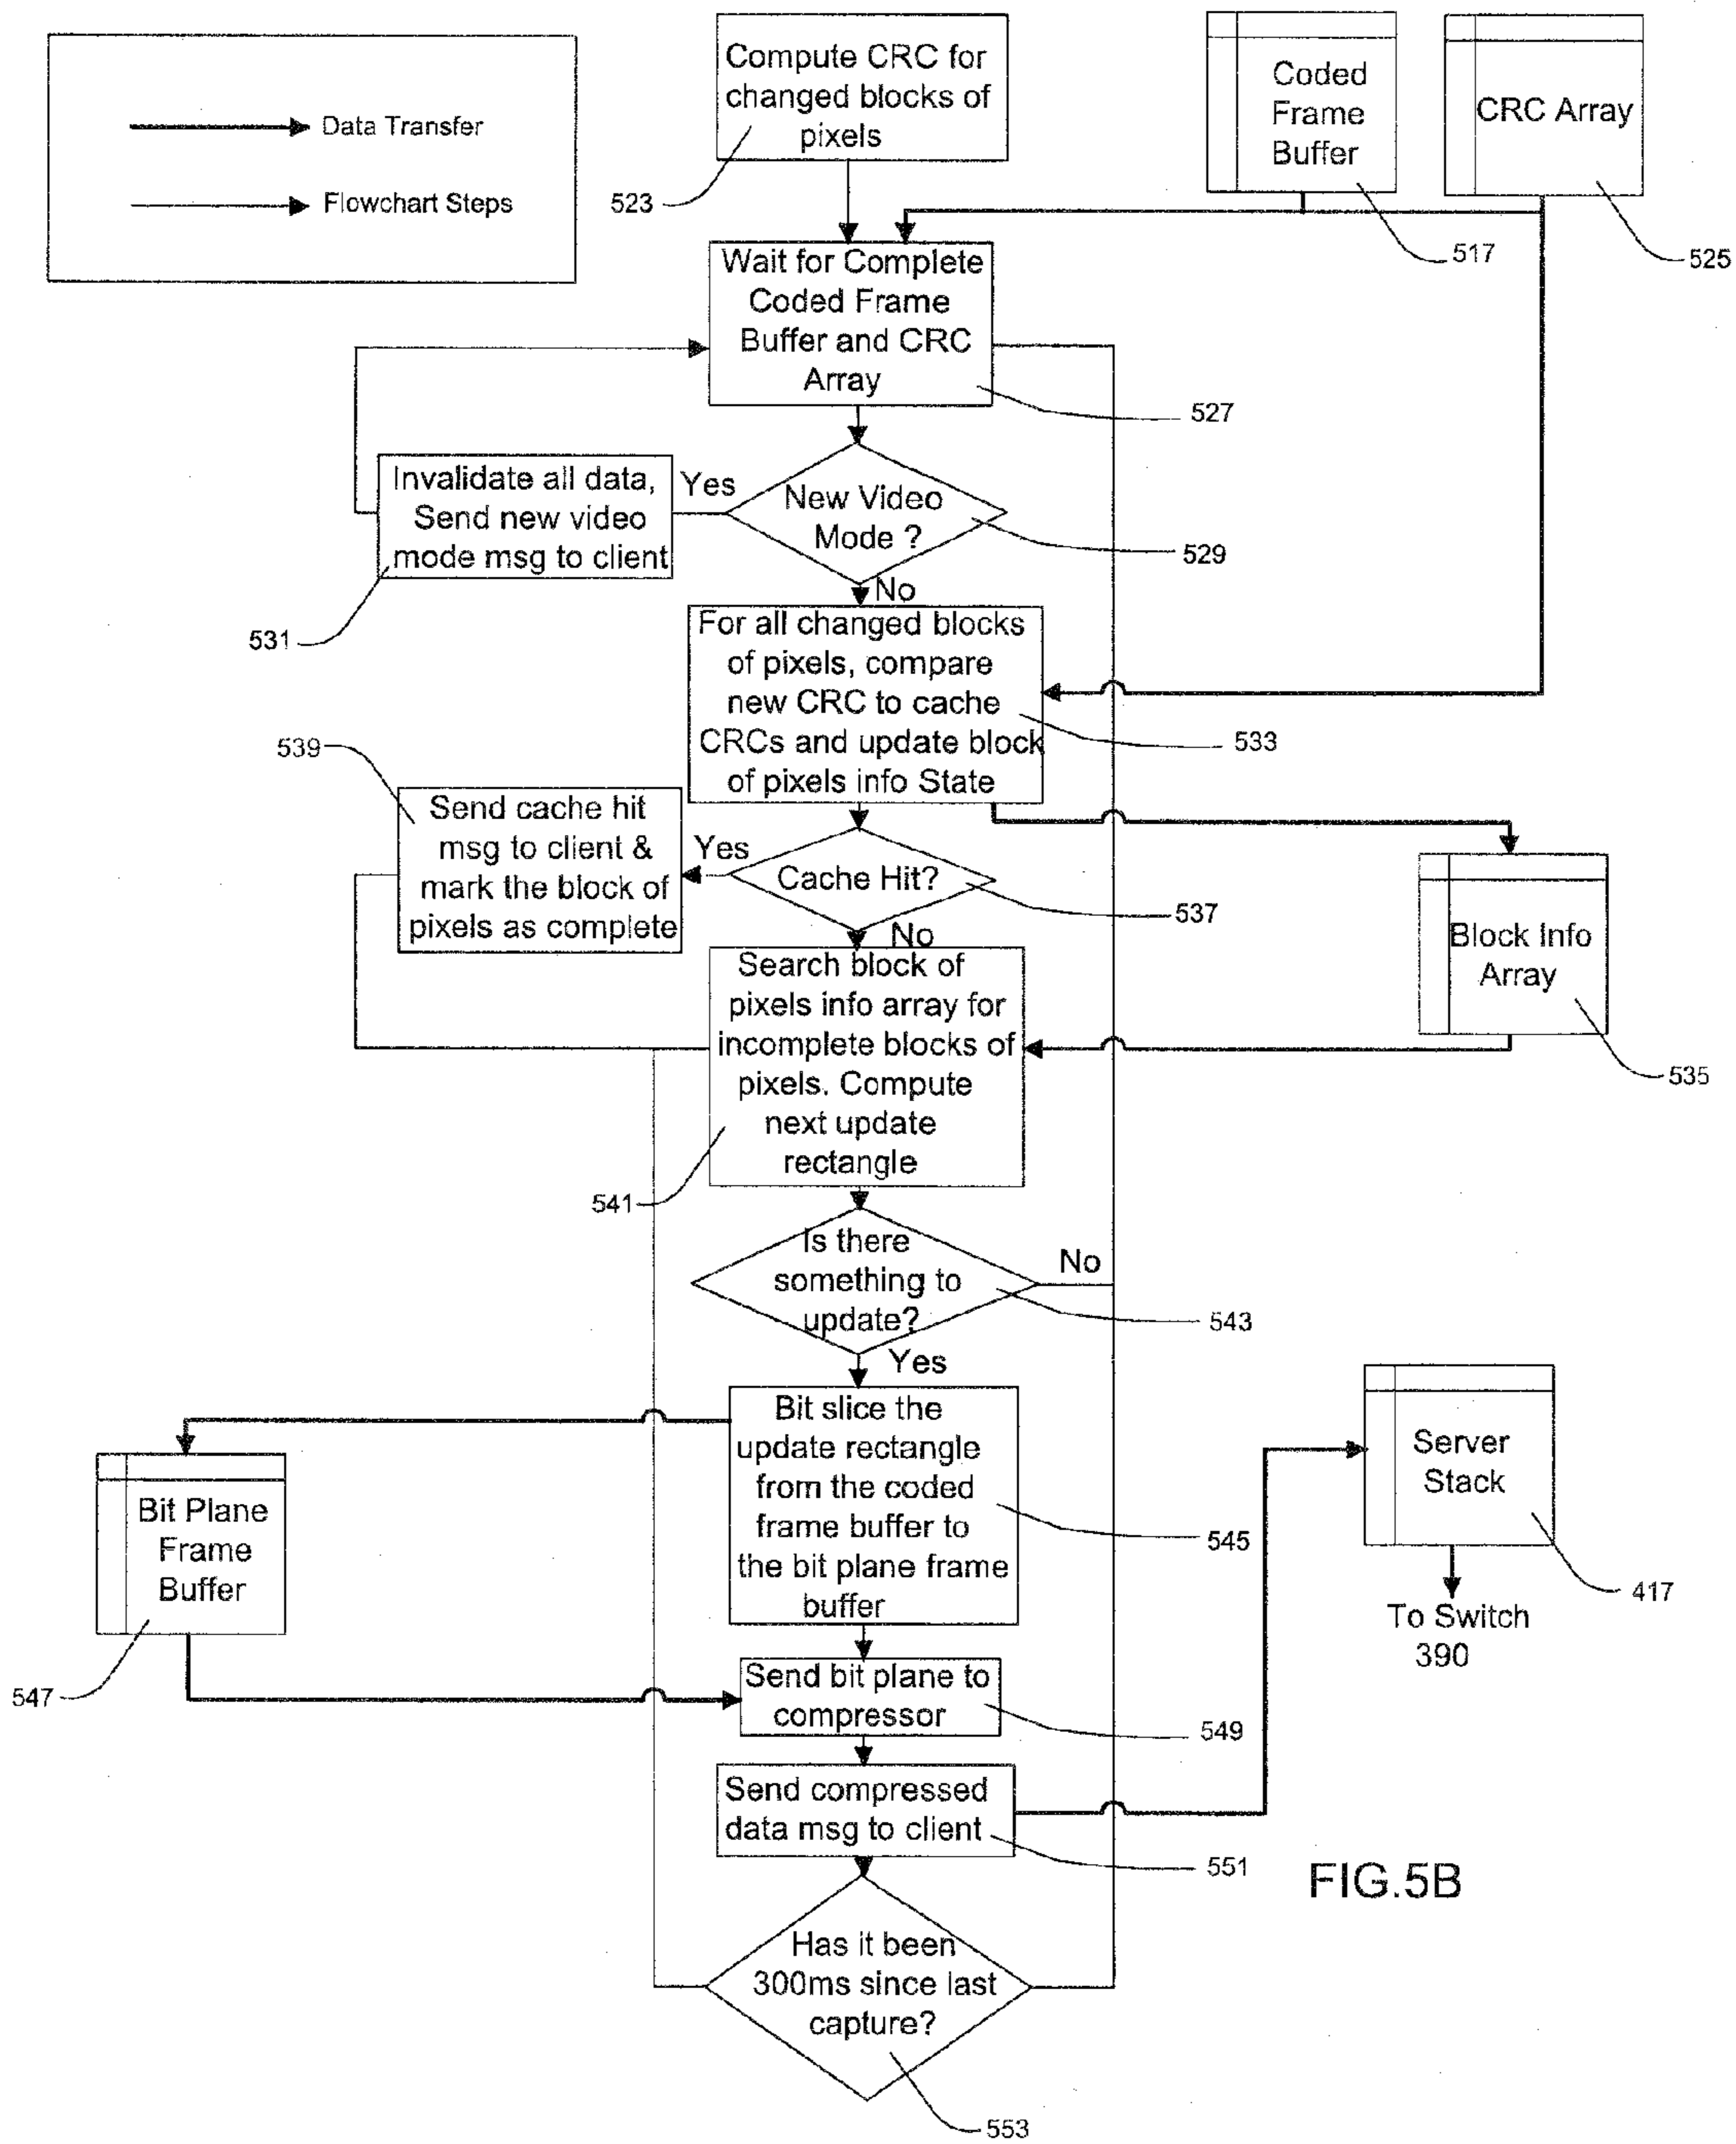 Data Transfer
Flowchart Steps
Compute CRC for
changed blocks of
pixels
523
Coded
Frame
Buffer
517
CRC Array
525
Wait for Complete
Coded Frame
Buffer and CRC
Array
527
New Video
Mode ?
529
Yes
Invalidate all data,
Send new video
mode msg to client
531
No
For all changed blocks
of pixels, compare
new CRC to cache
CRCs and update block
of pixels info State
533
539
Send cache hit
msg to client &
mark the block of
pixels as complete
Yes
Cache Hit?
537
No
Block Info
Array
535
Search block of
pixels info array for
incomplete blocks of
pixels. Compute
next update
rectangle
541
Is there
something to
update?
543
No
Yes
Bit slice the
update rectangle
from the coded
frame buffer to
the bit plane frame
buffer
545
Server
Stack
417
To Switch
390
Bit Plane
Frame
Buffer
547
Send bit plane to
compressor
549
Send compressed
data msg to client
551
FIG.5B
Has it been
300ms since last
capture?
553